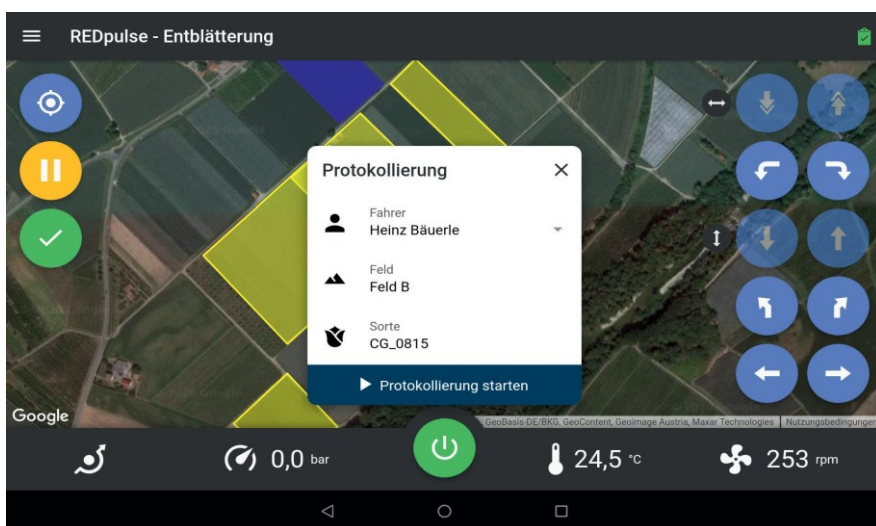 REDpulse - Entblätterung
Protokollierung
Fahrer
Heinz Bäuerle
Feld
Feld B
Sorte
CG_0815
Protokollierung starten
Google
GeoBasis-DE/BKG, GeoContent, Geoimage Austria, Maxar Technologies
Nutzungsbedingungen
0,0 bar
24,5 °C
253 rpm